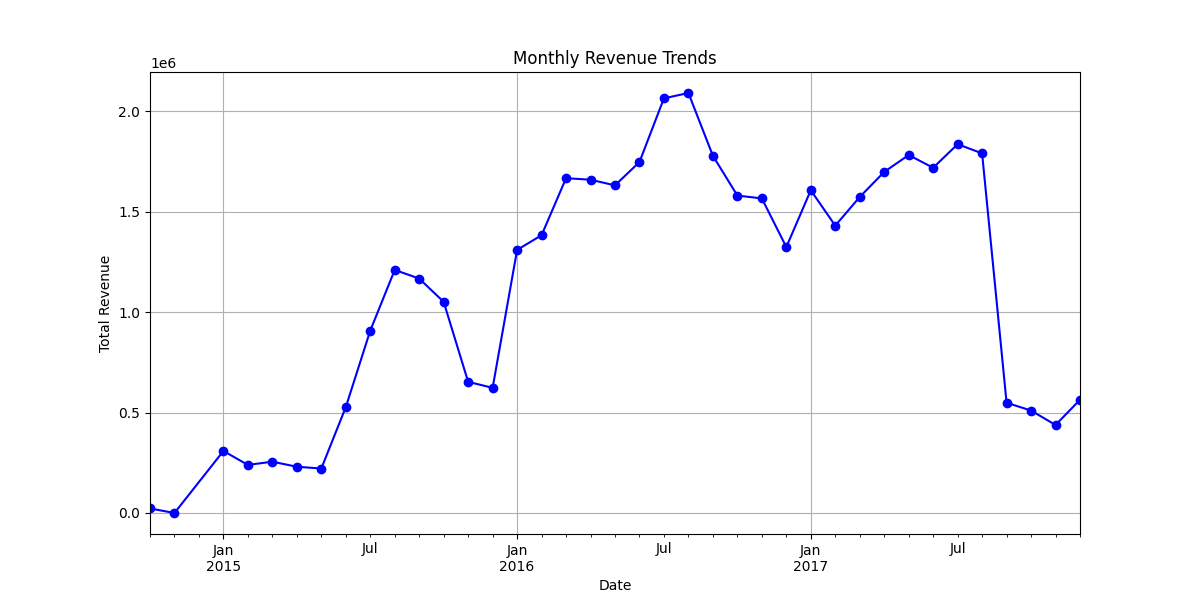 Monthly Revenue Trends
1e6
2.0
1.5
1.0
0.5
0.0
Total Revenue
Jan Jul Jan Jul Jan Jul
2015 2016 2017
Date